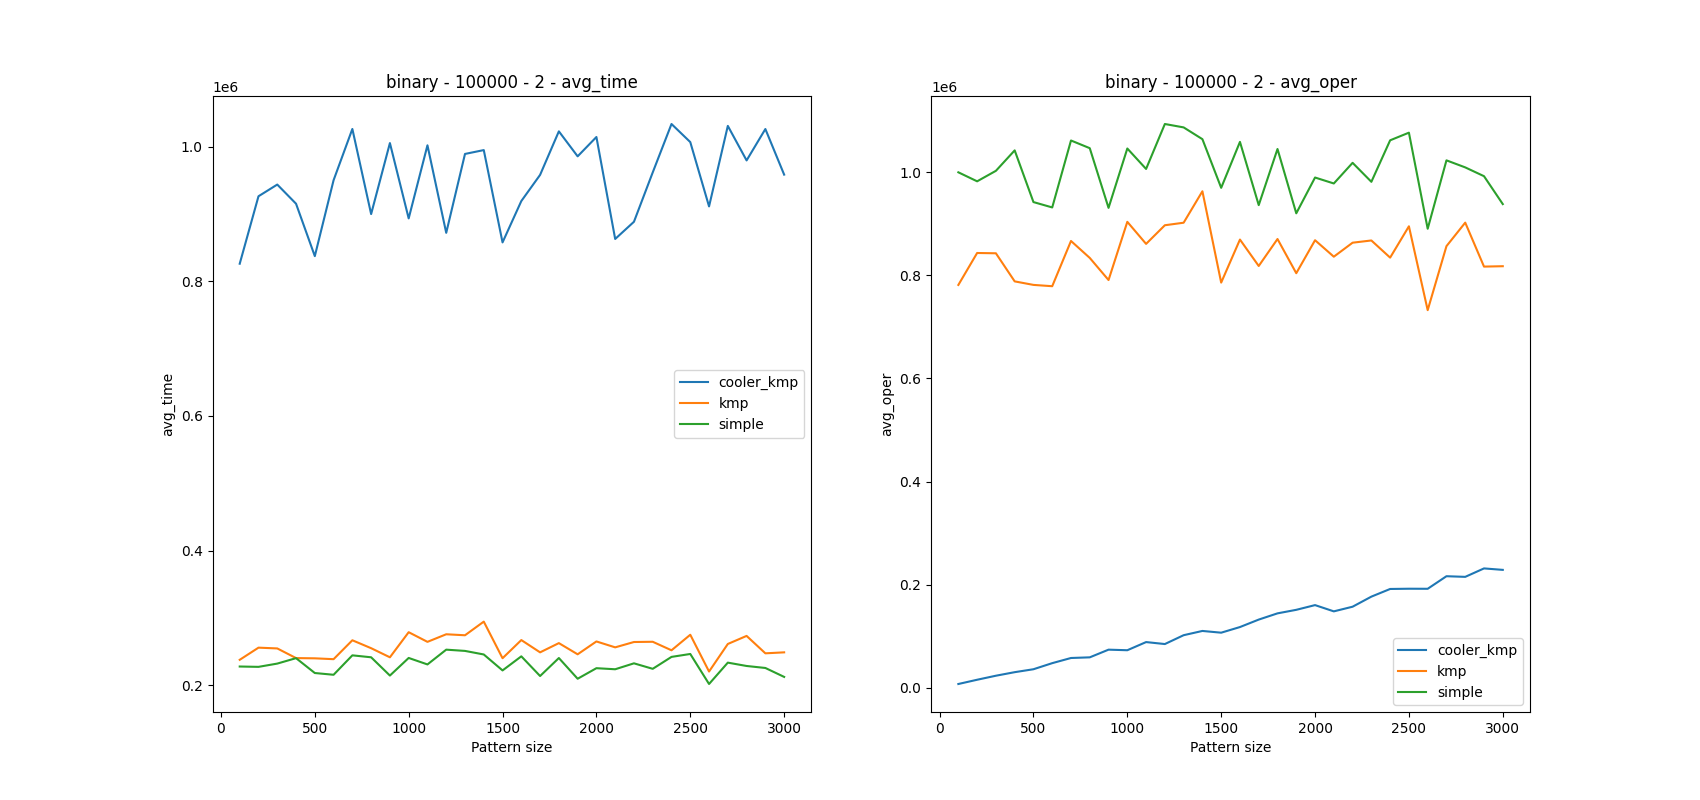 binary - 100000 - 2 - avg_time
1e6
1.0
0.8
0.6
0.4
0.2
avg_time
cooler_kmp
kmp
simple
0 500 1000 1500 2000 2500 3000
Pattern size
binary - 100000 - 2 - avg_oper
1e6
1.0
0.8
0.6
0.4
0.2
0.0
avg_oper
cooler_kmp
kmp
simple
0 500 1000 1500 2000 2500 3000
Pattern size